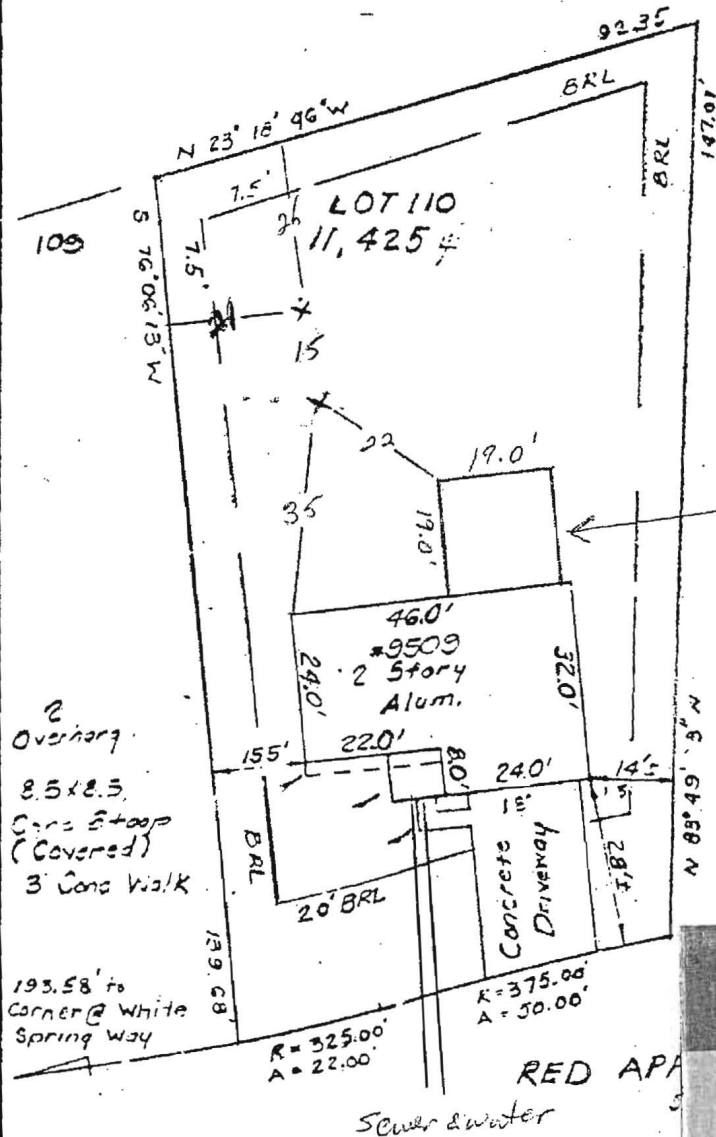 92.35
N 23° 18' 46" W
BRL
147.01'
BRL
7.5'
LOT 110
11,425
109
7.5'
S 76° 06' 13" W
15
22
19.0'
19.0'
35
46.0'
#9509
2 Story
Alum.
24.0'
32.0'
2
Overhang
155'
22.0'
8.0'
24.0'
14'±
8.5x8.5
Conc Stoop
(Covered)
3' Conc Walk
BRL
Concrete
Driveway
28'±
20' BRL
139.68
193.58' to
Corner @ White
Spring Way
R = 325.00'
A = 22.00'
R = 375.00'
A = 50.00'
RED
Sewer & water